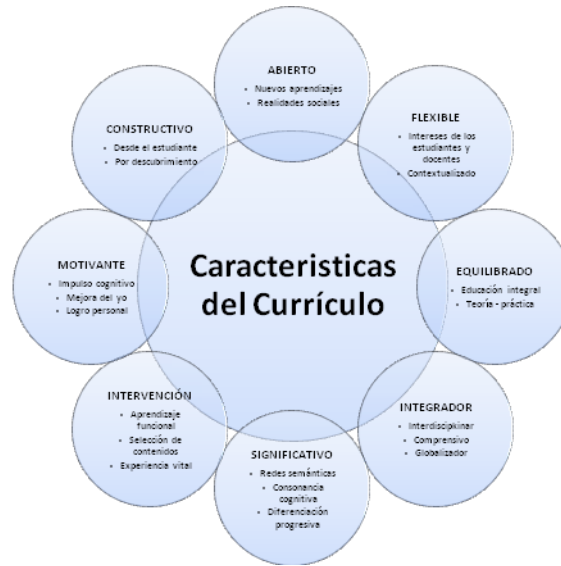 ABIERTO
• Nuevos aprendizajes
• Realidades sociales
FLEXIBLE
• Intereses de los
estudiantes y
docentes
• Contextualizado
EQUILIBRADO
• Educación integral
• Teoría - práctica
INTEGRADOR
• Interdisciplinar
• Comprensivo
• Globalizador
SIGNIFICATIVO
• Redes semánticas
• Consonancia
cognitiva
• Diferenciación
progresiva
INTERVENCIÓN
• Aprendizaje
funcional
• Selección de
contenidos
• Experiencia vital
MOTIVANTE
• Impulso cognitivo
• Mejora del yo
• Logro personal
CONSTRUCTIVO
• Desde el estudiante
• Por descubrimiento
Caracteristicas
del Currículo